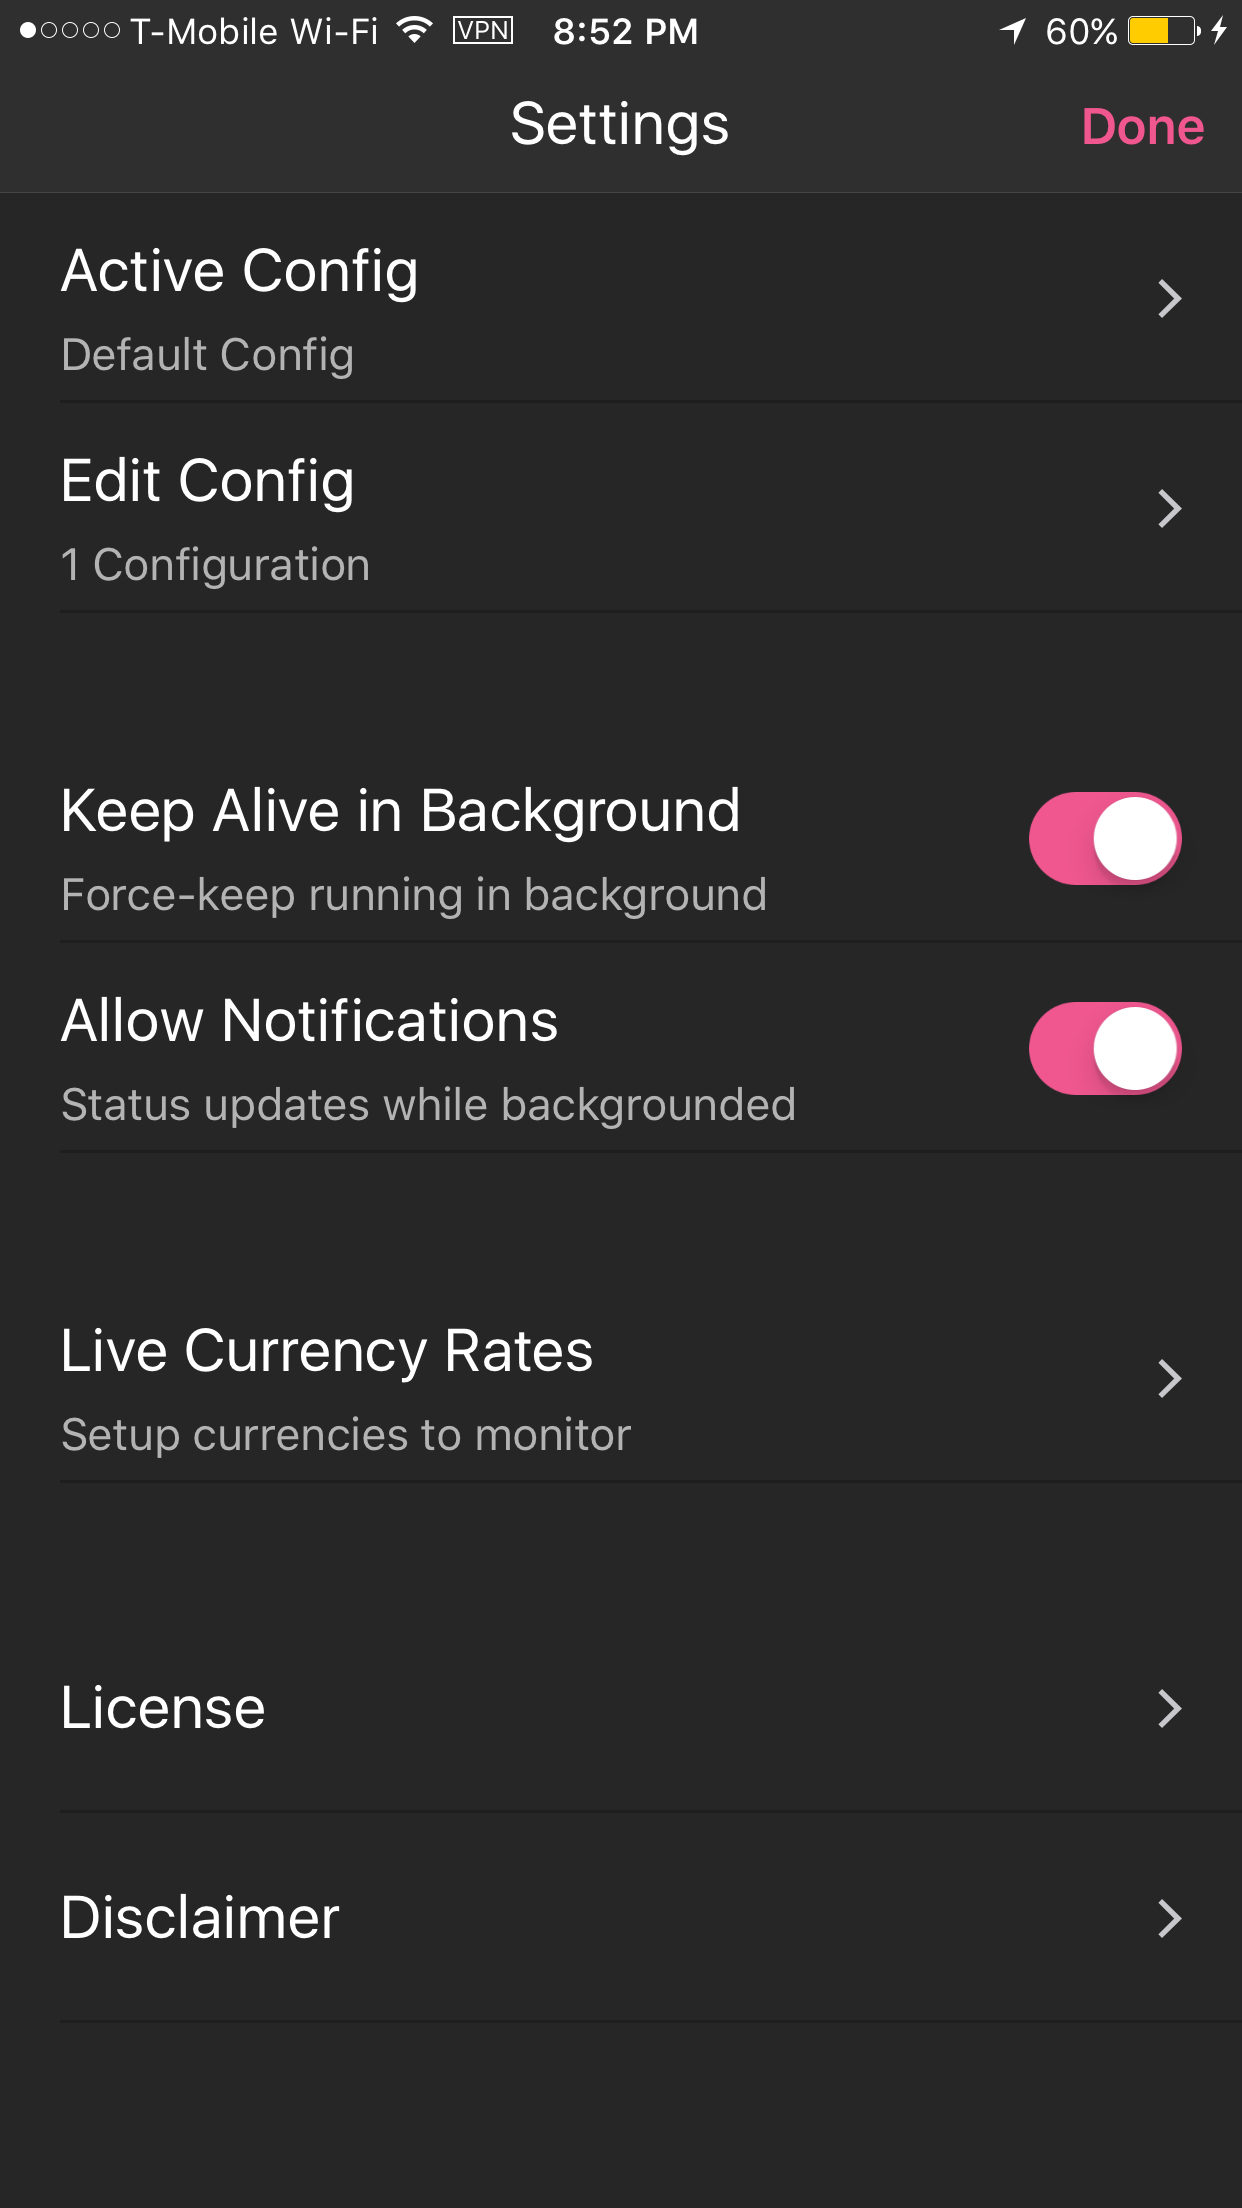 T-Mobile Wi-Fi VPN 8:52 PM 60%
Settings Done
Active Config
Default Config
Edit Config
1 Configuration
Keep Alive in Background
Force-keep running in background
Allow Notifications
Status updates while backgrounded
Live Currency Rates
Setup currencies to monitor
License
Disclaimer